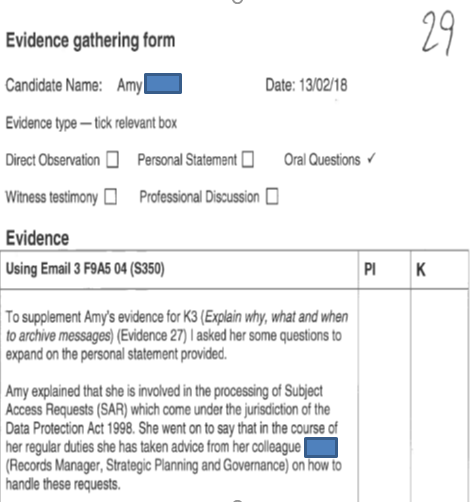 29
Evidence gathering form
Candidate Name: Amy Date: 13/02/18
Evidence type — tick relevant box
Direct Observation ☐ Personal Statement ☐ Oral Questions ✓
Witness testimony ☐ Professional Discussion ☐
Evidence
Using Email 3 F9A5 04 (S350) PI K
To supplement Amy's evidence for K3 (Explain why, what and when
to archive messages) (Evidence 27) I asked her some questions to
expand on the personal statement provided.
Amy explained that she is involved in the processing of Subject
Access Requests (SAR) which come under the jurisdiction of the
Data Protection Act 1998. She went on to say that in the course of
her regular duties she has taken advice from her colleague
(Records Manager, Strategic Planning and Governance) on how to
handle these requests.